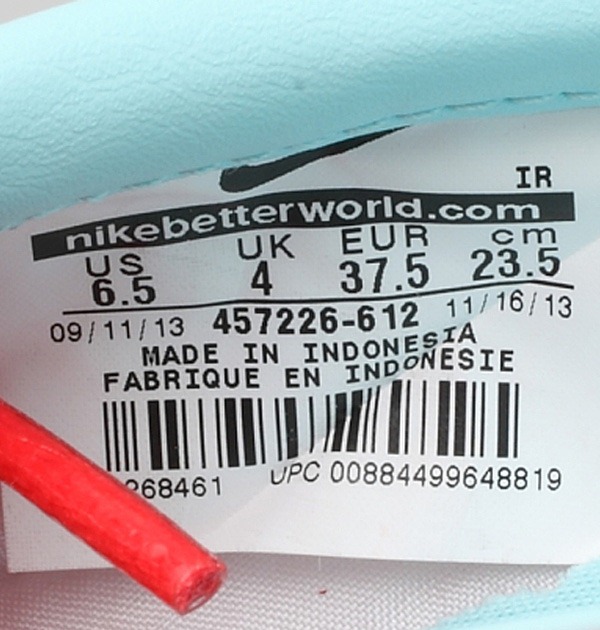 IR
nikebetterworld.com
US UK EUR cm
6.5 4 37.5 23.5
09/11/13 457226-612 11/16/13
MADE IN INDONESIA
FABRIQUE EN INDONESIE
268461 UPC 00884499648819